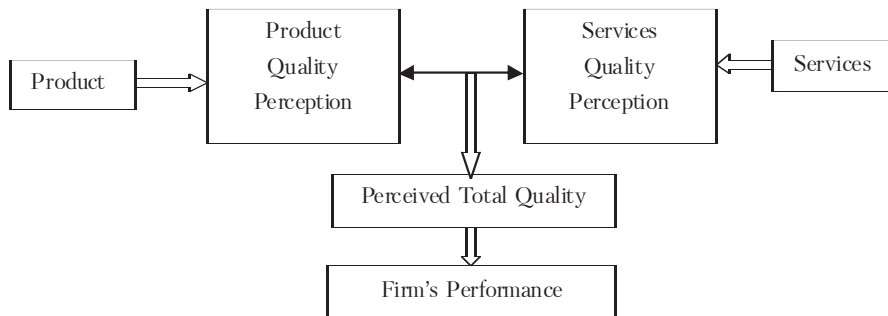 Product
Product
Quality
Perception
Services
Quality
Perception
Services
Perceived Total Quality
Firm's Performance